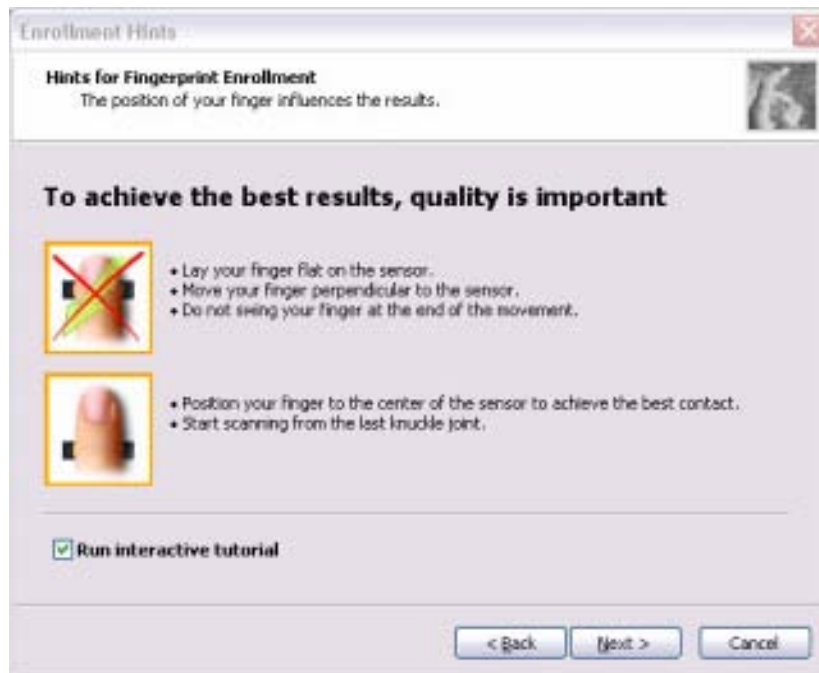 Enrollment Hints
Hints for Fingerprint Enrollment
The position of your finger influences the results.
To achieve the best results, quality is important
• Lay your finger flat on the sensor.
• Move your finger perpendicular to the sensor.
• Do not swing your finger at the end of the movement.
• Position your finger to the center of the sensor to achieve the best contact.
• Start scanning from the last knuckle joint.
Run interactive tutorial
< Back Next > Cancel